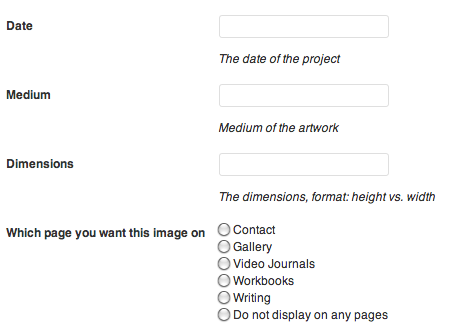 Date
The date of the project
Medium
Medium of the artwork
Dimensions
The dimensions, format: height vs. width
Which page you want this image on
Contact
Gallery
Video Journals
Workbooks
Writing
Do not display on any pages